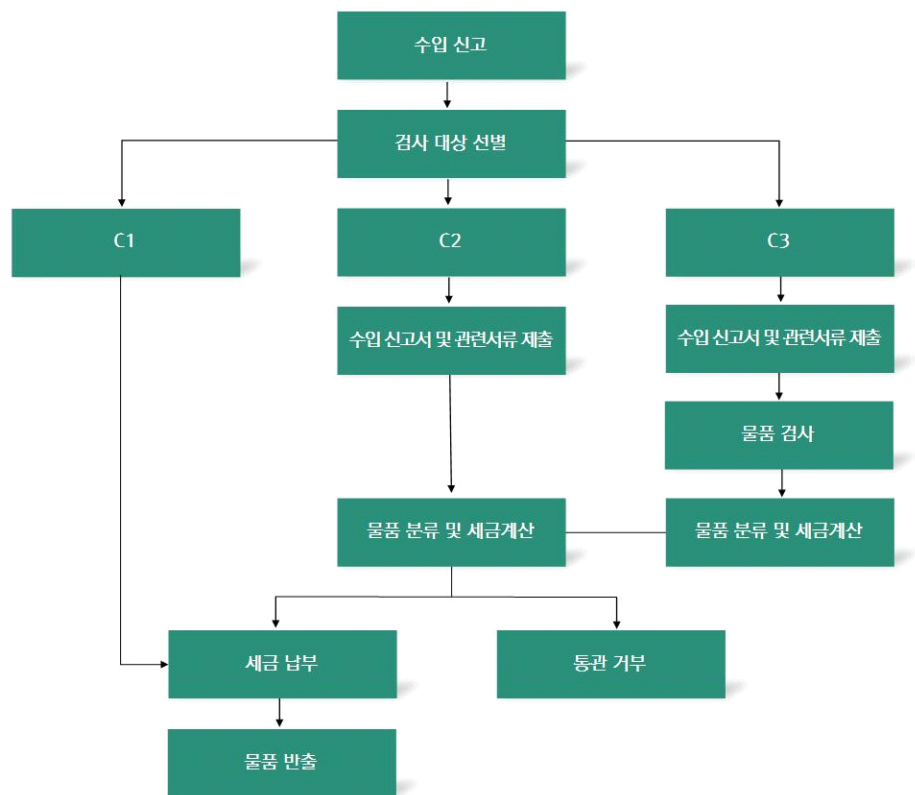 수입 신고
검사 대상 선별
C1
C2
C3
수입 신고서 및 관련서류 제출
수입 신고서 및 관련서류 제출
물품 검사
물품 분류 및 세금계산
물품 분류 및 세금계산
세금 납부
통관 거부
물품 반출